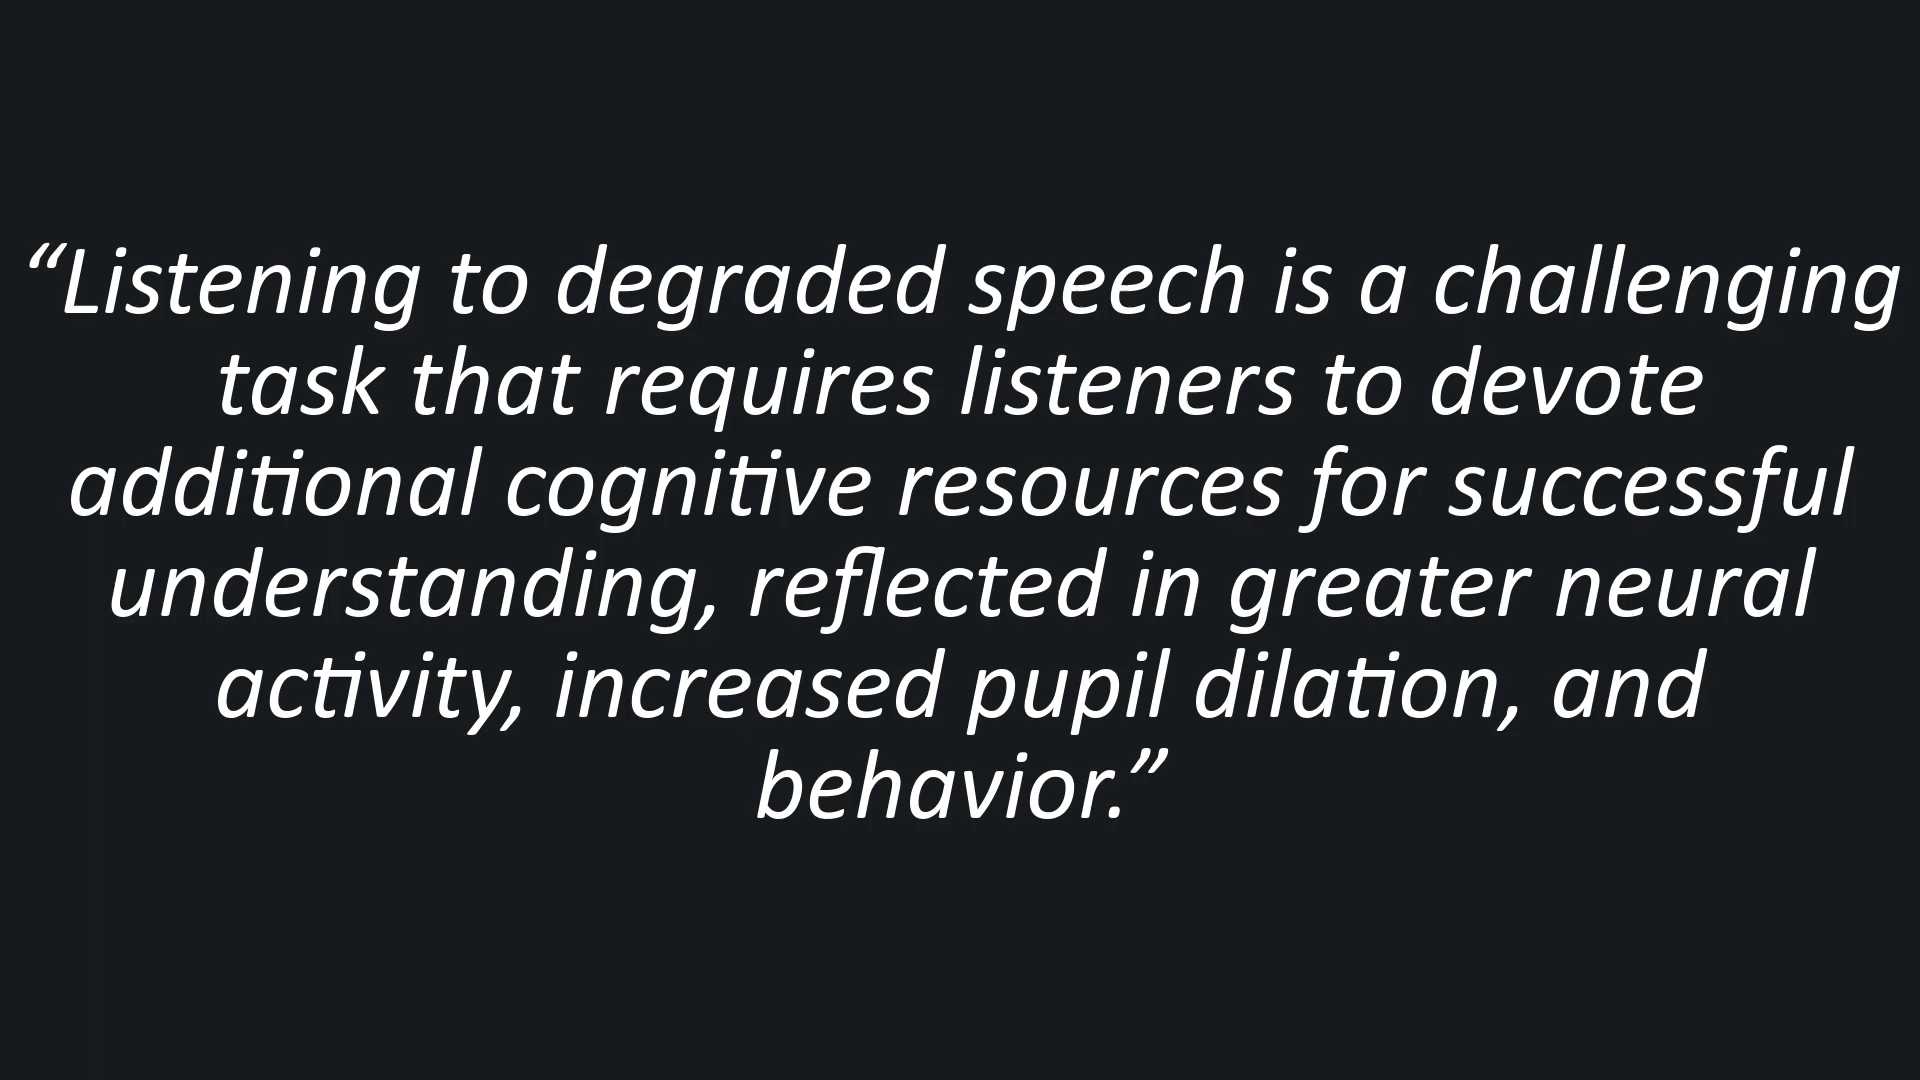 “Listening to degraded speech is a challenging
task that requires listeners to devote
additional cognitive resources for successful
understanding, reflected in greater neural
activity, increased pupil dilation, and
behavior.”